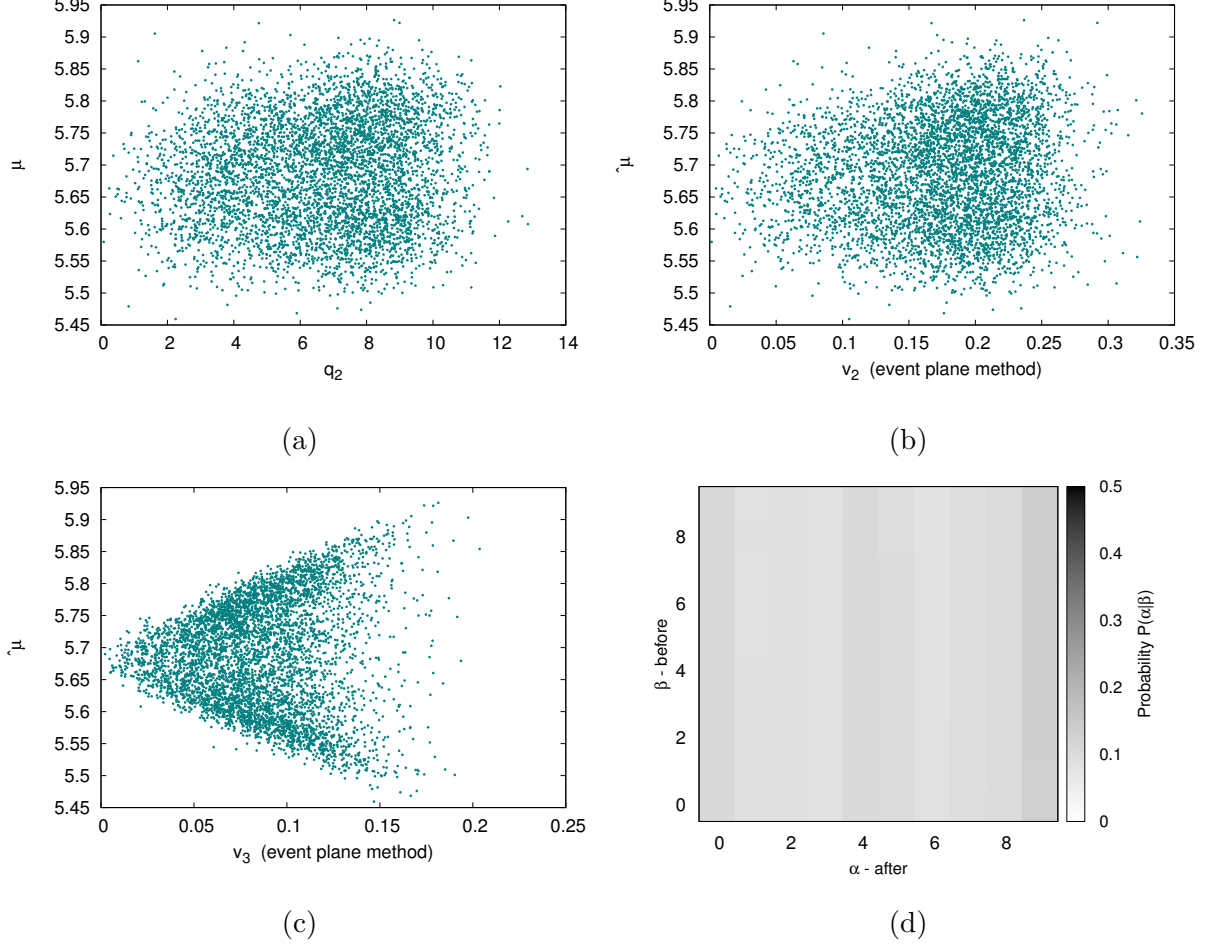 5.95
5.9
5.85
5.8
5.75
5.7
5.65
5.6
5.55
5.5
5.45
μ̂
0 2 4 6 8 10 12 14
q2
(a)
5.95
5.9
5.85
5.8
5.75
5.7
5.65
5.6
5.55
5.5
5.45
μ̂
0 0.05 0.1 0.15 0.2 0.25 0.3 0.35
v2 (event plane method)
(b)
5.95
5.9
5.85
5.8
5.75
5.7
5.65
5.6
5.55
5.5
5.45
μ̂
0 0.05 0.1 0.15 0.2 0.25
v3 (event plane method)
(c)
8
6
4
2
0
β - before
0 2 4 6 8
α - after
0.5
0.4
0.3
0.2
0.1
0
Probability P(α|β)
(d)